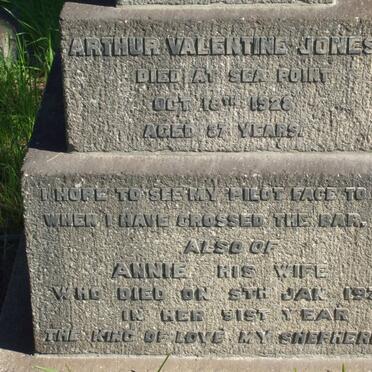 ARTHUR VALENTINE JONES
DIED AT SEA POINT
OCT 18TH 1926
AGED 67 YEARS.
I HOPE TO SEE MY PILOT FACE TO
WHEN I HAVE CROSSED THE BAR.
ALSO OF
ANNIE HIS WIFE
WHO DIED ON 9TH JAN.
IN HER 91ST YEAR
THE KING OF LOVE MY SHEPHERD